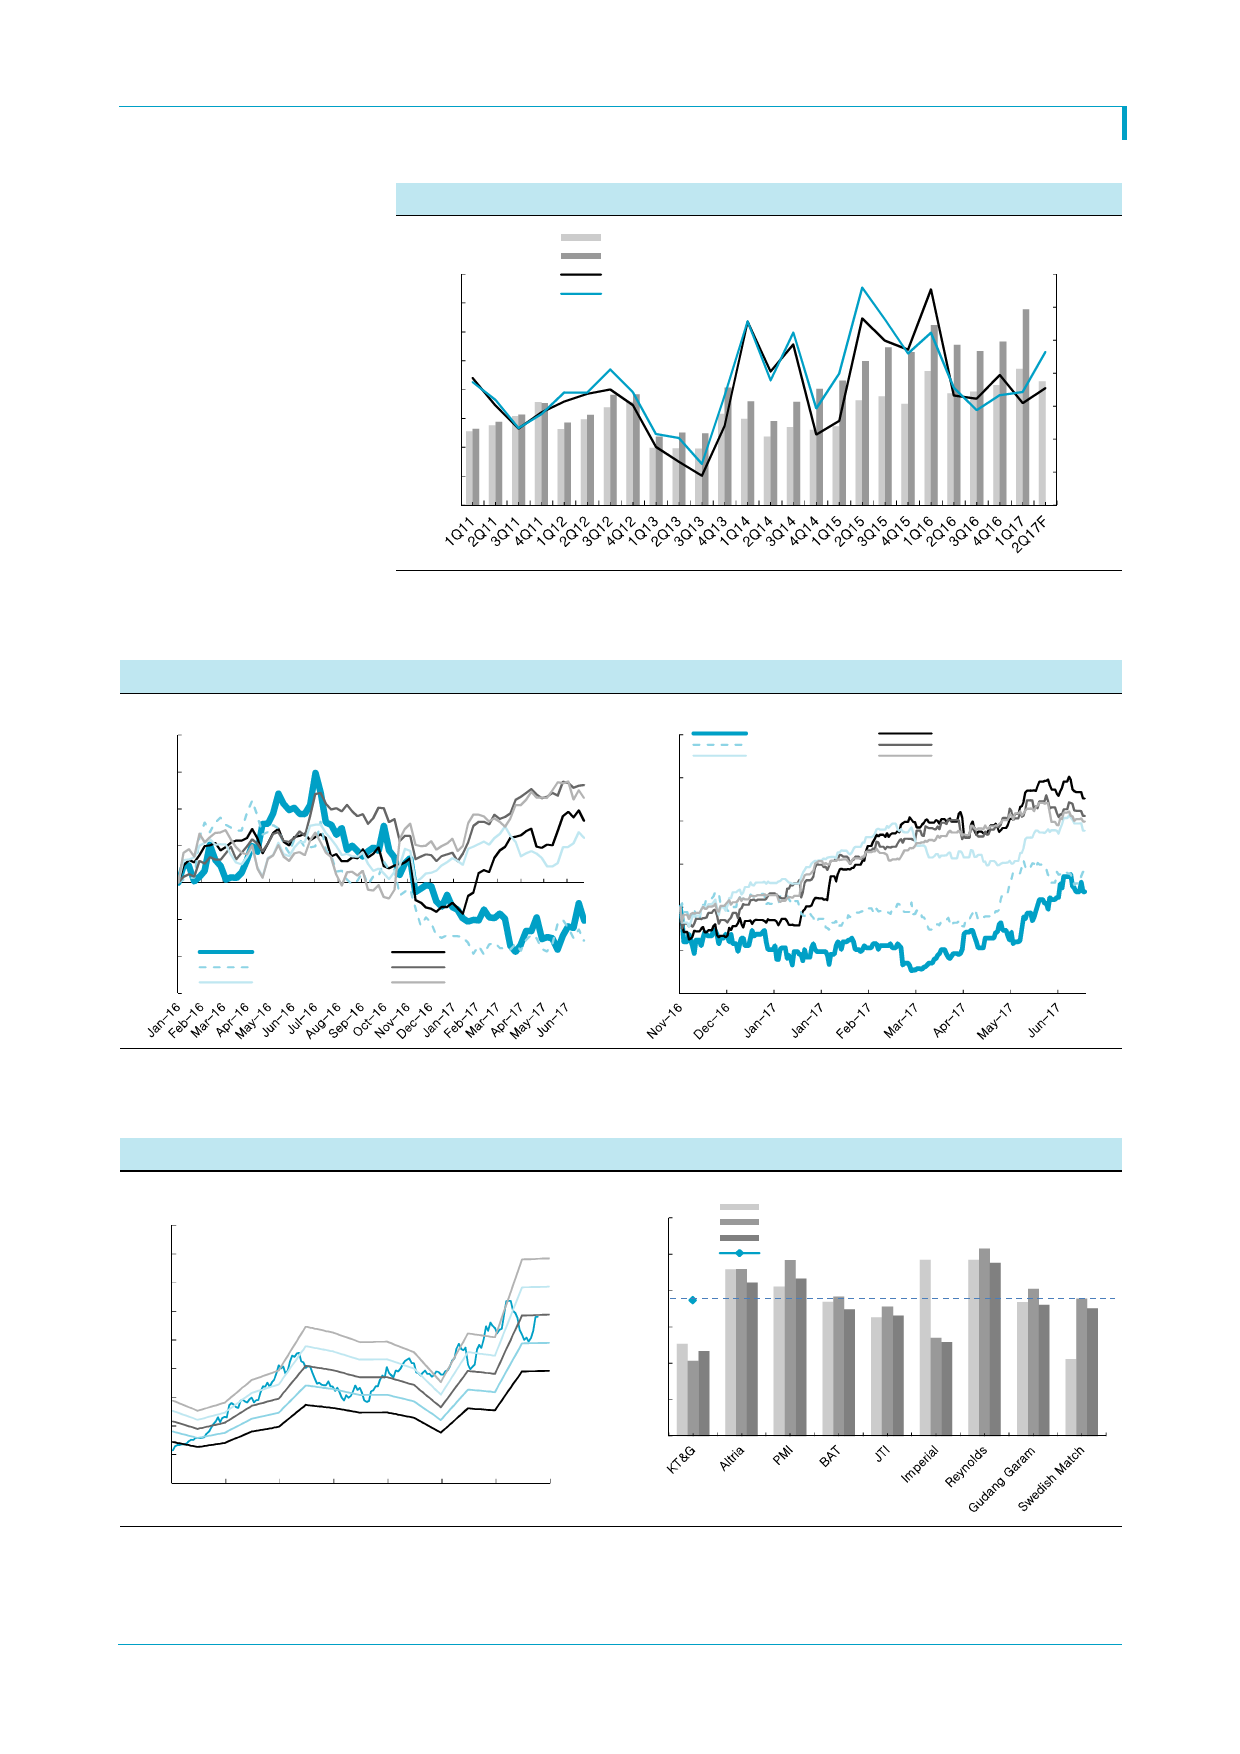 1Q11
2Q11
3Q11
4Q11
1Q12
2Q12
3Q12
4Q12
1Q13
2Q13
3Q13
4Q13
1Q14
2Q14
3Q14
4Q14
1Q15
2Q15
3Q15
4Q15
1Q16
2Q16
3Q16
4Q16
1Q17
2Q17F
Jan-16
Feb-16
Mar-16
Apr-16
May-16
Jun-16
Jul-16
Aug-16
Sep-16
Oct-16
Nov-16
Dec-16
Jan-17
Feb-17
Mar-17
Apr-17
May-17
Jun-17
Nov-16
Dec-16
Jan-17
Jan-17
Feb-17
Mar-17
Apr-17
May-17
Jun-17
KT&G
Altria
PMI
BAT
JTI
Imperial
Reynolds
Gudang Garam
Swedish Match